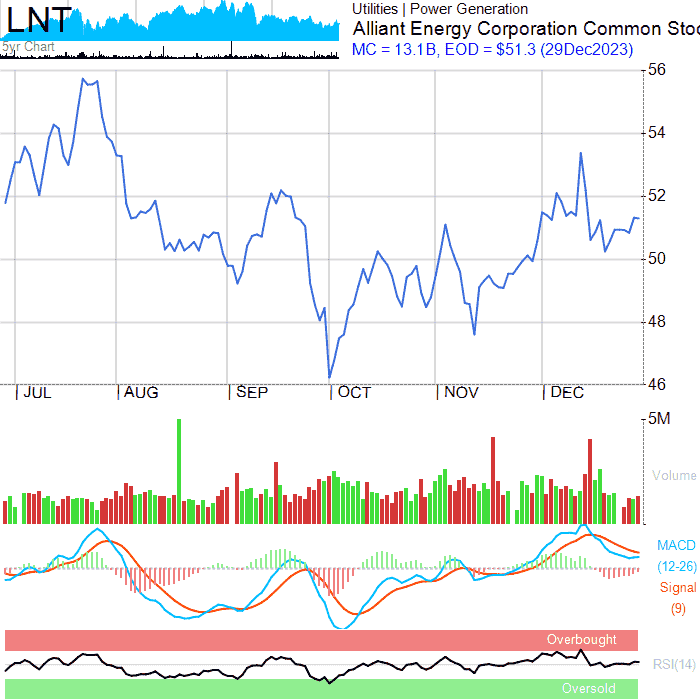 LNT
5yr Chart
Utilities | Power Generation
Alliant Energy Corporation Common Stoc
MC = 13.1B, EOD = $51.3 (29Dec2023)
56
54
52
50
48
46
| JUL | AUG | SEP | OCT | NOV | DEC
5M
Volume
MACD
(12-26)
Signal
(9)
Overbought
RSI(14)
Oversold